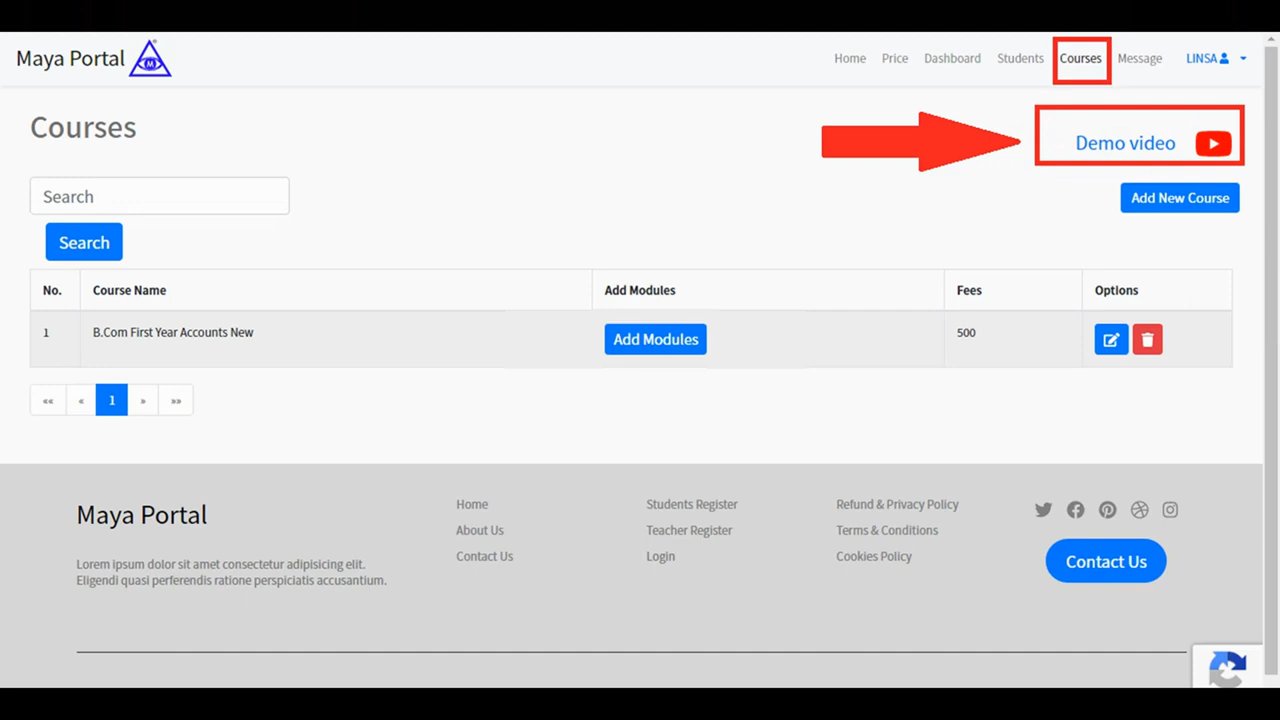 Maya Portal
Home Price Dashboard Students Courses Message LINSA
Courses
Demo video
Search
Add New Course
Search
No. Course Name Add Modules Fees Options
1 B.Com First Year Accounts New Add Modules 500
«« « 1 » »»
Maya Portal
Lorem ipsum dolor sit amet consectetur adipisicing elit.
Eligendi quasi perferendis ratione perspiciatis accusantium.
Home
About Us
Contact Us
Students Register
Teacher Register
Login
Refund & Privacy Policy
Terms & Conditions
Cookies Policy
Contact Us